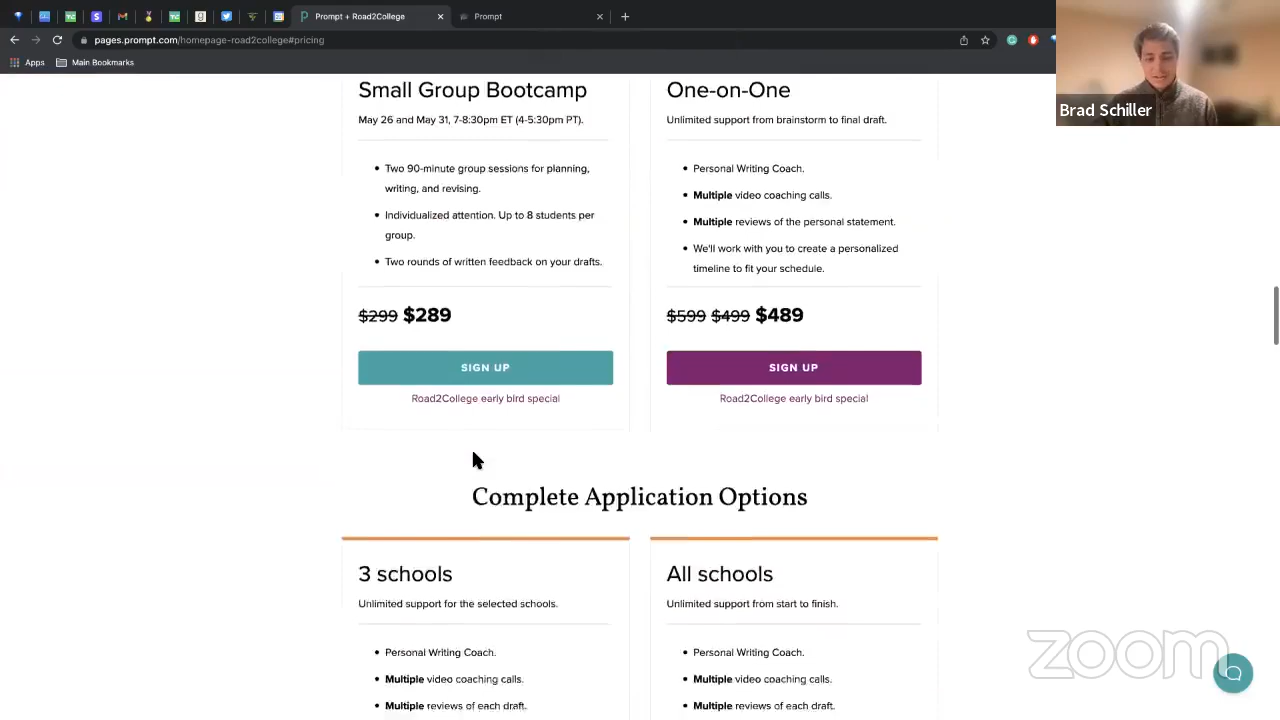 Prompt + Road2College
Prompt
pages.prompt.com/homepage-road2college#pricing
Apps
Main Bookmarks
Brad Schiller
Small Group Bootcamp
May 26 and May 31, 7-8:30pm ET (4-5:30pm PT).
Two 90-minute group sessions for planning,
writing, and revising.
Individualized attention. Up to 8 students per
group.
Two rounds of written feedback on your drafts.
$299 $289
SIGN UP
Road2College early bird special
One-on-One
Unlimited support from brainstorm to final draft.
Personal Writing Coach.
Multiple video coaching calls.
Multiple reviews of the personal statement.
We'll work with you to create a personalized
timeline to fit your schedule.
$599 $499 $489
SIGN UP
Road2College early bird special
Complete Application Options
3 schools
Unlimited support for the selected schools.
Personal Writing Coach.
Multiple video coaching calls.
Multiple reviews of each draft.
All schools
Unlimited support from start to finish.
Personal Writing Coach.
Multiple video coaching calls.
Multiple reviews of each draft.
zoom